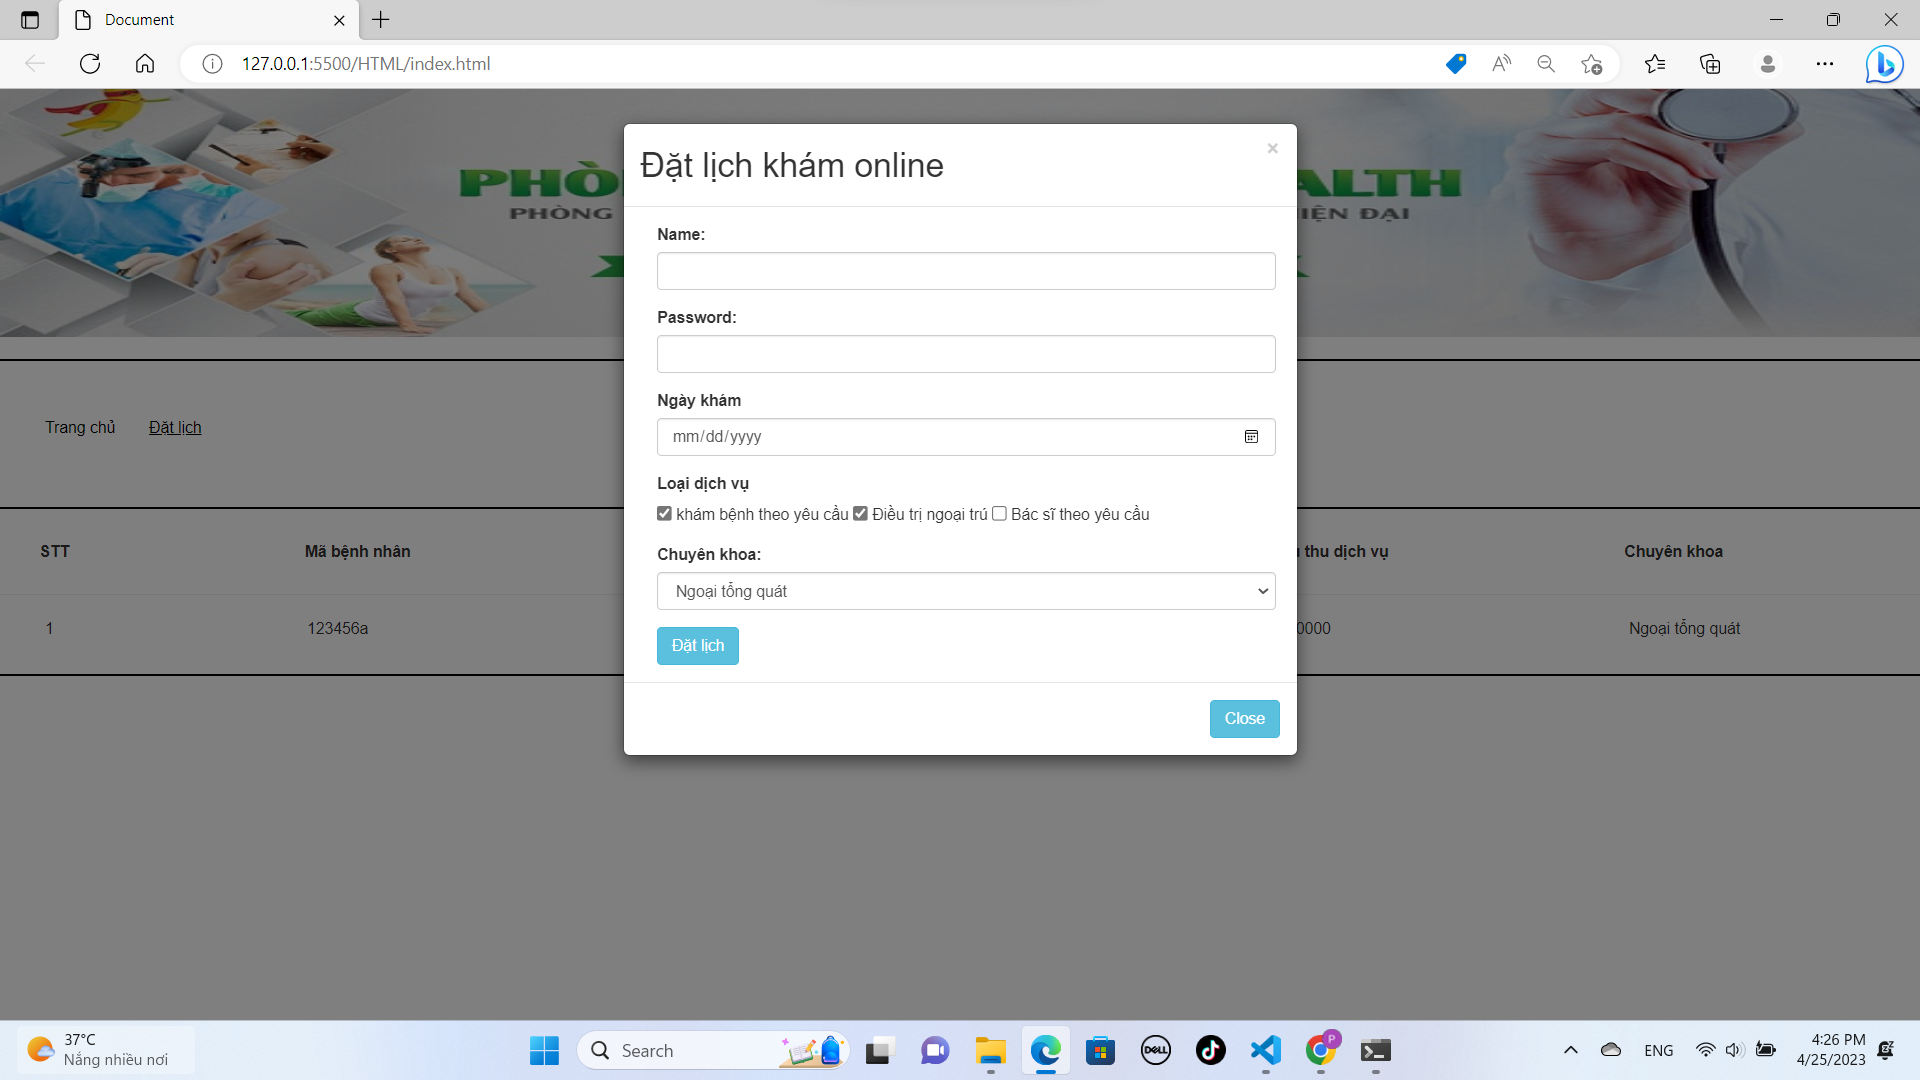 Document
127.0.0.1:5500/HTML/index.html
PHÒ
ALTH
PHÒNG
IỆN ĐẠI
Đặt lịch khám online
×
Name:
Password:
Ngày khám
mm/dd/yyyy
Loại dịch vụ
khám bệnh theo yêu cầu Điều trị ngoại trú Bác sĩ theo yêu cầu
Chuyên khoa:
Ngoại tổng quát
Đặt lịch
Close
Trang chủ Đặt lịch
STT Mã bệnh nhân thu dịch vụ Chuyên khoa
1 123456a 0000 Ngoại tổng quát
37°C
Nắng nhiều nơi
Search
DELL
P
ENG
4:26 PM
4/25/2023